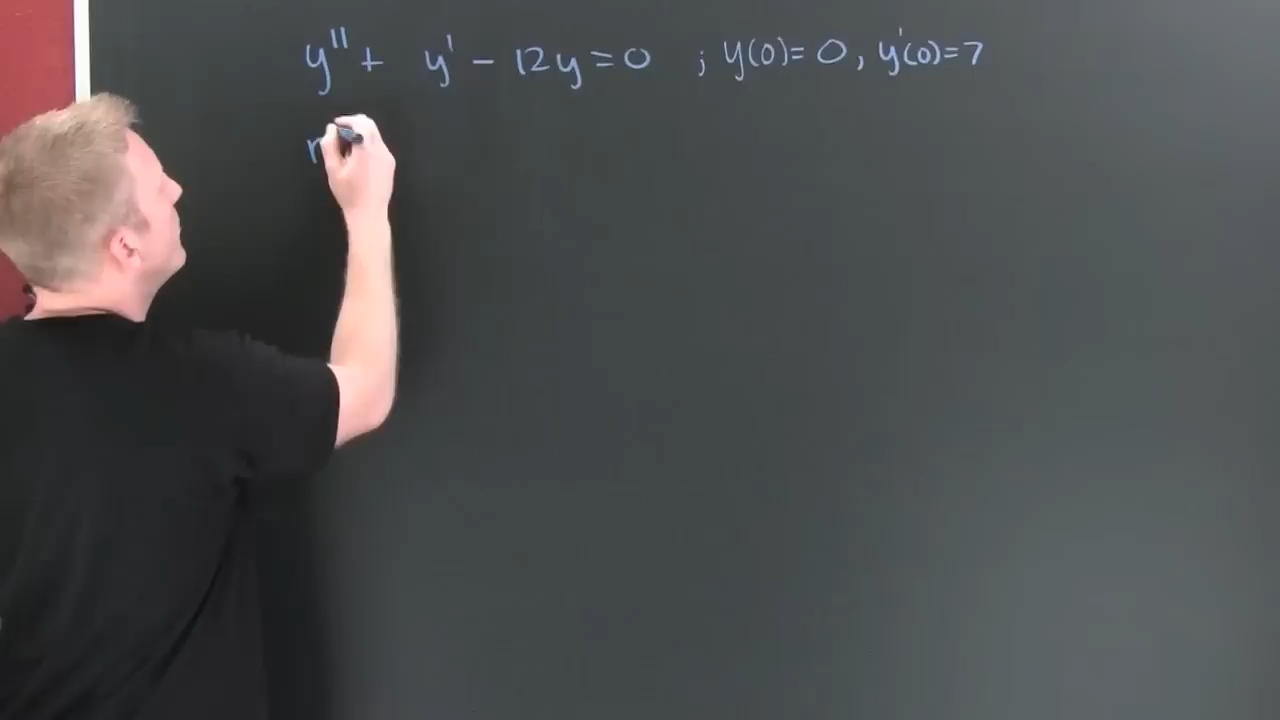 y'' + y' - 12y = 0 ; y(0) = 0, y'(0) = 7
r